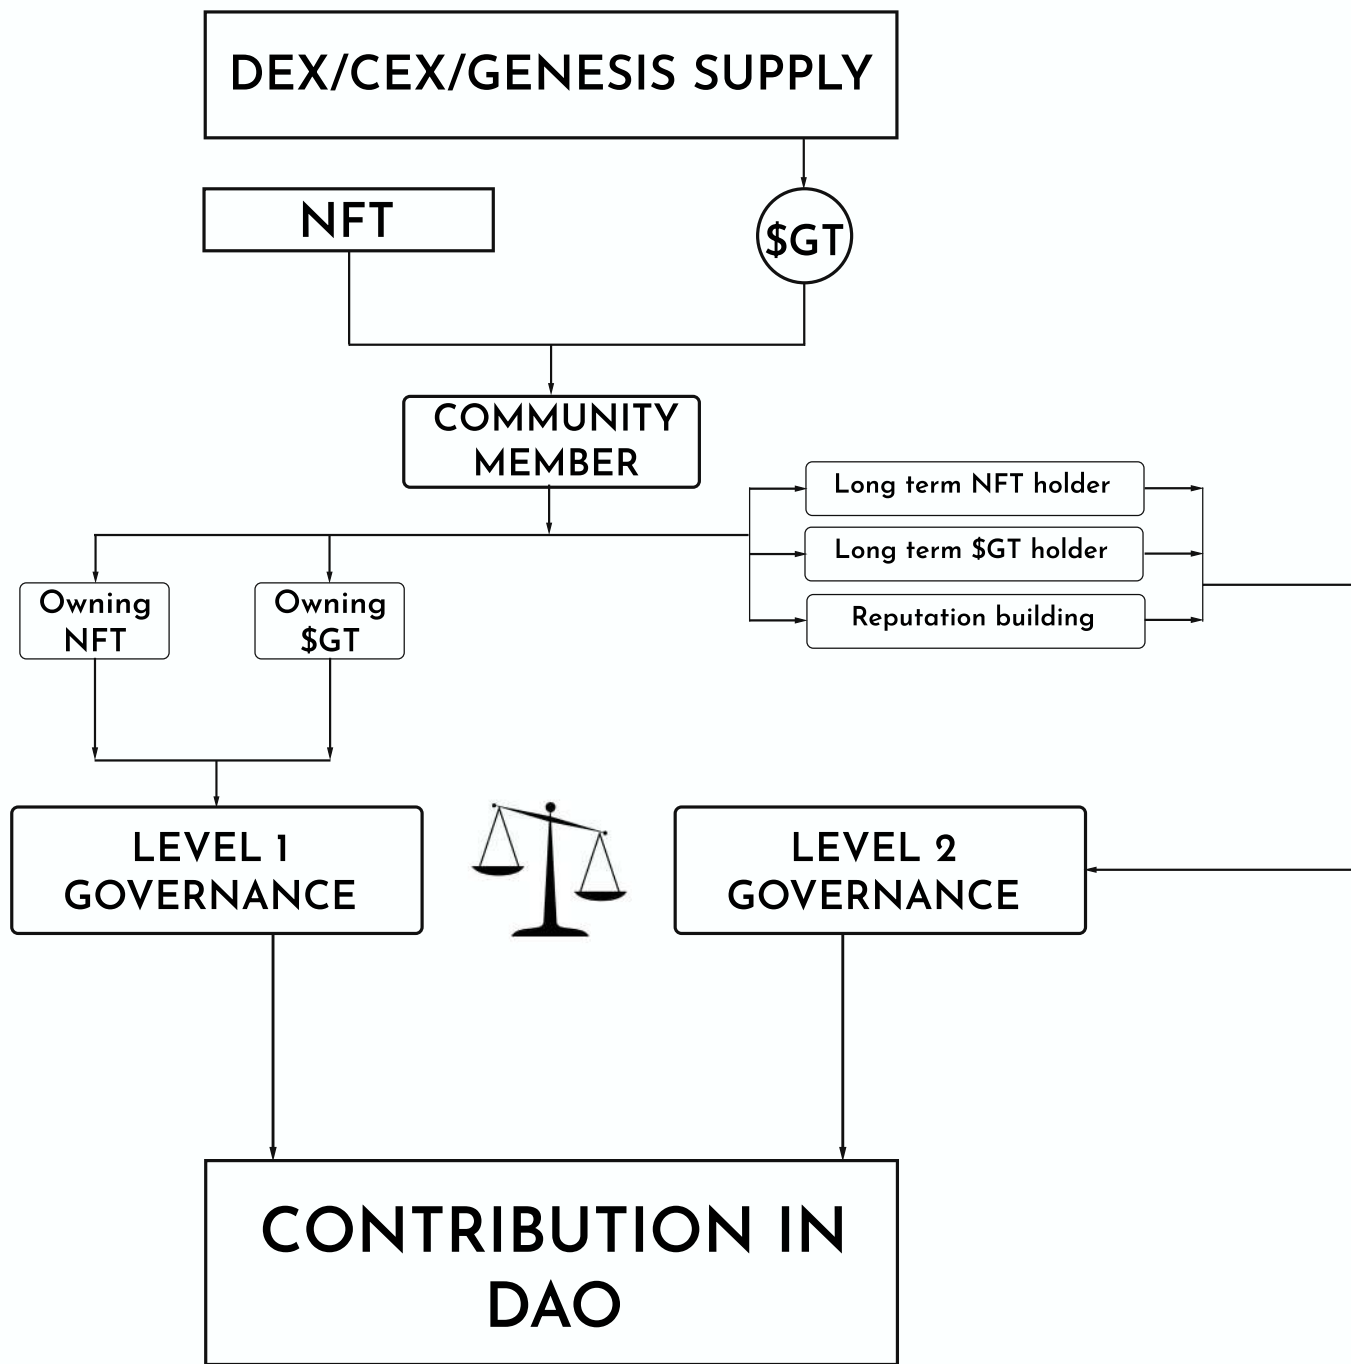 DEX/CEX/GENESIS SUPPLY
NFT
$GT
COMMUNITY
MEMBER
Long term NFT holder
Long term $GT holder
Reputation building
Owning
NFT
Owning
$GT
LEVEL 1
GOVERNANCE
LEVEL 2
GOVERNANCE
CONTRIBUTION IN
DAO